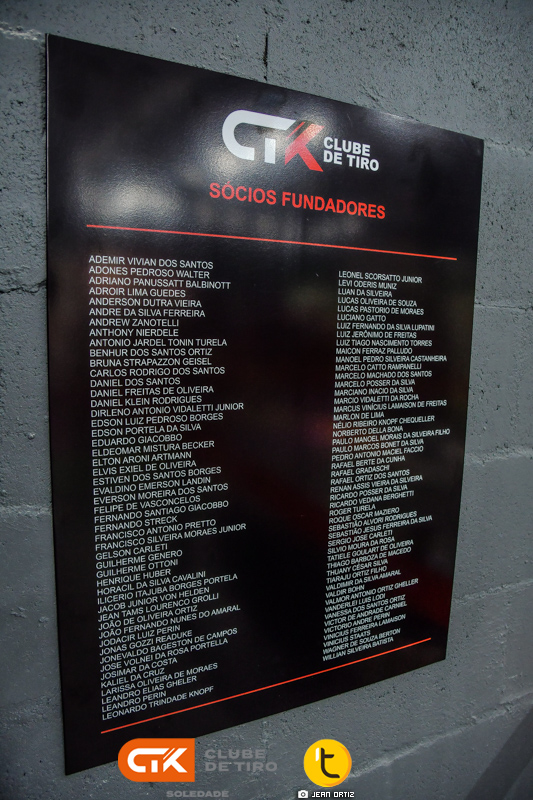 CTK CLUBE
DE TIRO
SÓCIOS FUNDADORES
ADEMIR VIVIAN DOS SANTOS
ADONES PEDROSO WALTER
ADRIANO PANUSSATT BALBINOTT
ADROIR LIMA GUEDES
ANDERSON DUTRA VIEIRA
ANDRE DA SILVA FERREIRA
ANDREW ZANOTELLI
ANTHONY NIERDELE
ANTONIO JARDEL TONIN TURELA
BENHUR DOS SANTOS ORTIZ
BRUNA STRAPAZZON GEISEL
CARLOS RODRIGO DOS SANTOS
DANIEL DOS SANTOS
DANIEL FREITAS DE OLIVEIRA
DANIEL KLEIN RODRIGUES
DIRLENO ANTONIO VIDALETTI JUNIOR
EDSON LUIZ PEDROSO BORGES
EDSON PORTELA DA SILVA
EDUARDO GIACOBBO
ELDEOMAR MISTURA BECKER
ELTON ARONI ARTMANN
ELVIS EXIEL DE OLIVEIRA
ESTIVEN DOS SANTOS BORGES
EVALDINO EMERSON LANDIN
EVERSON MOREIRA DOS SANTOS
FELIPE DE VASCONCELOS
FERNANDO SANTIAGO GIACOBBO
FERNANDO STRECK
FRANCISCO ANTONIO PRETTO
FRANCISCO SILVEIRA MORAES JUNIOR
GELSON CARLETI
GUILHERME GENERO
GUILHERME OTTONI
HENRIQUE HUBER
HORACIL DA SILVA CAVALINI
ILICERIO ITAJUBA BORGES PORTELA
JACOB JUNIOR VON HELDEN
JEAN TAMS LOURENCO GROLLI
JOÃO DE OLIVEIRA ORTIZ
JOÃO FERNANDO NUNES DO AMARAL
JODACIR LUIZ PERIN
JONAS GOZZI READUKE
JONEVALDO BAGESTON DE CAMPOS
JOSE VOLNEI DA ROSA PORTELLA
JOSIMAR DA COSTA
KALIEL DA CRUZ
LARISSA OLIVEIRA DE MORAES
LEANDRO ELIAS GHELER
LEANDRO PERIN
LEONARDO TRINDADE KNOPF
LEONEL SCORSATTO JUNIOR
LEVI ODERIS MUNIZ
LUAN DA SILVEIRA
LUCAS OLIVEIRA DE SOUZA
LUCAS PASTORIO DE MORAES
LUCIANO GATTO
LUIZ FERNANDO DA SILVA LUPATINI
LUIZ JERÔNIMO DE FREITAS
LUIZ TIAGO NASCIMENTO TORRES
MAICON FERRAZ PALLUDO
MANOEL PEDRO SILVEIRA CASTANHEIRA
MARCELO CATTO RAMPANELLI
MARCELO MACHADO DOS SANTOS
MARCELO POSSER DA SILVA
MARCIANO INACIO DA SILVA
MARCIO VIDALETTI DA ROCHA
MARCUS VINÍCIUS LAMAISON DE FREITAS
MARLON DE LIMA
NÉLIO RIBEIRO KNOPF CHEQUELLER
NORBERTO DELLA BONA
PAULO MANOEL MORAIS DA SILVEIRA FILHO
PAULO MARCOS BONET DA SILVA
PEDRO ANTONIO MACIEL FACCIO
RAFAEL BERTE DA CUNHA
RAFAEL GRADASCHI
RAFAEL ORTIZ DOS SANTOS
RENAN ASSIS VIEIRA DA SILVEIRA
RICARDO POSSER DA SILVA
RICARDO VEDANA BERGHETTI
ROGER TURELA
ROQUE OSCAR MAZIERO
SEBASTIÃO ALVORI RODRIGUES
SEBASTIÃO JESUS FERREIRA DA SILVA
SERGIO JOSÉ CARLETI
SILVIO MOURA DA ROSA
TATIELE GOULART DE OLIVEIRA
THIAGO BARBOZA DE MACEDO
THUANY CÉSAR SILVA
TIARAJU ORTIZ FILHO
VALDIMIR DA SILVA AMARAL
VALDIR BOHN
VALMOR ANTONIO ORTIZ GHELLER
VANDERLEI LUIS LODI
VANESSA DOS SANTOS ORTIZ
VICTOR DE ANDRADE CARNIEL
VICTORIO ANDRE PERIN
VINICIUS FERREIRA LAMAISON
VINICIUS STAATS
WAGNER DE SOUZA BERTON
WILLIAN SILVEIRA BATISTA
CTK CLUBE
DE TIRO
SOLEDADE
t
JEAN ORTIZ